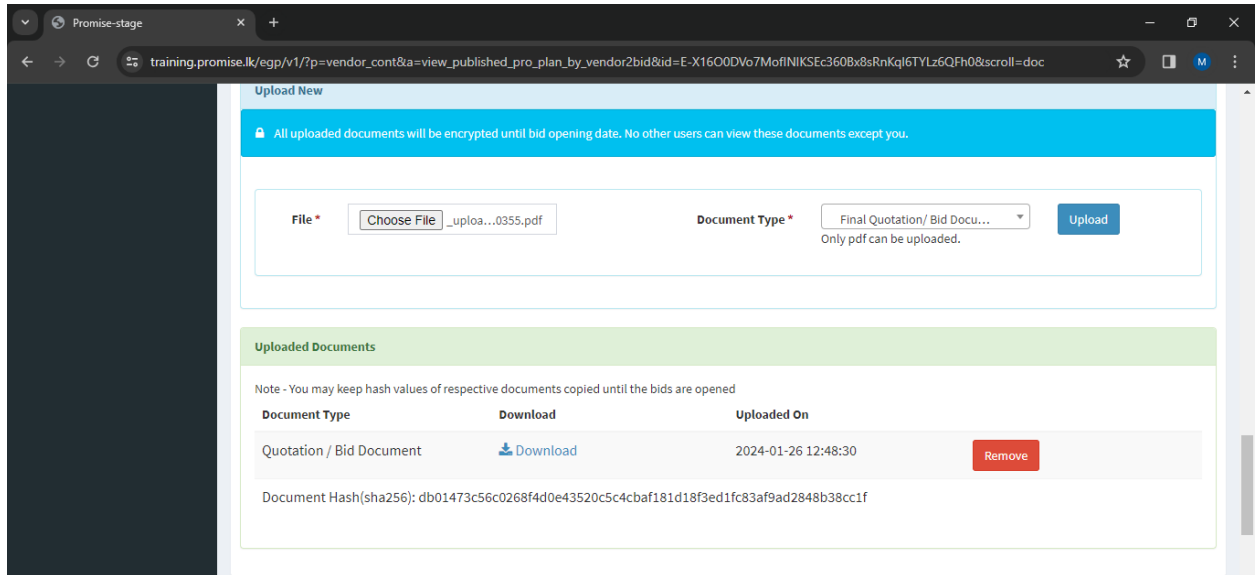 Promise-stage
training.promise.lk/egp/v1/?p=vendor_cont&a=view_published_pro_plan_by_vendor2bid&id=E-X16O0DVo7MofINIKSEc360Bx8sRnKqI6TYLz6QFh0&scroll=doc
M
Upload New
All uploaded documents will be encrypted until bid opening date. No other users can view these documents except you.
File * Choose File _uploa...0355.pdf Document Type * Final Quotation/ Bid Docu... Upload
Only pdf can be uploaded.
Uploaded Documents
Note - You may keep hash values of respective documents copied until the bids are opened
Document Type Download Uploaded On
Quotation / Bid Document Download 2024-01-26 12:48:30 Remove
Document Hash(sha256): db01473c56c0268f4d0e43520c5c4cbaf181d18f3ed1fc83af9ad2848b38cc1f